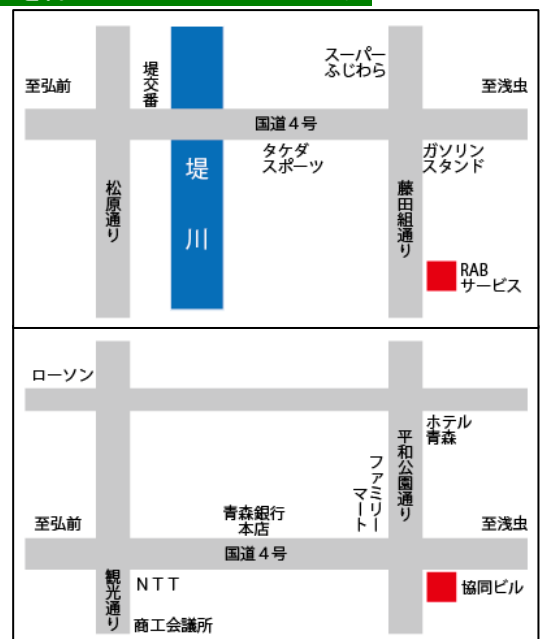 スーパー
ふじわら
堤交番
至弘前
至浅虫
国道４号
タケダ
スポーツ
ガソリン
スタンド
堤川
松原通り
藤田組通り
RAB
サービス
ローソン
ホテル
青森
平和公園通り
ファミリー
マート
青森銀行
本店
至弘前
至浅虫
国道４号
観光通り
ＮＴＴ
協同ビル
商工会議所